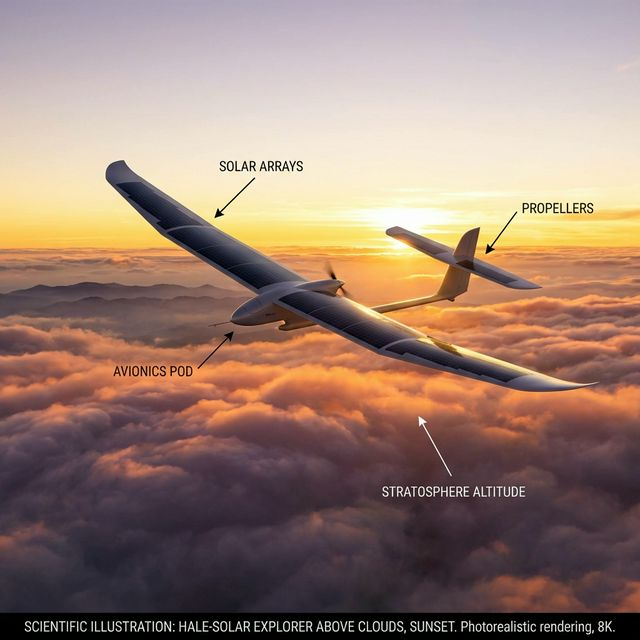 SOLAR ARRAYS
PROPELLERS
AVIONICS POD
STRATOSPHERE ALTITUDE
SCIENTIFIC ILLUSTRATION: HALE-SOLAR EXPLORER ABOVE CLOUDS, SUNSET. Photorealistic rendering, 8K.